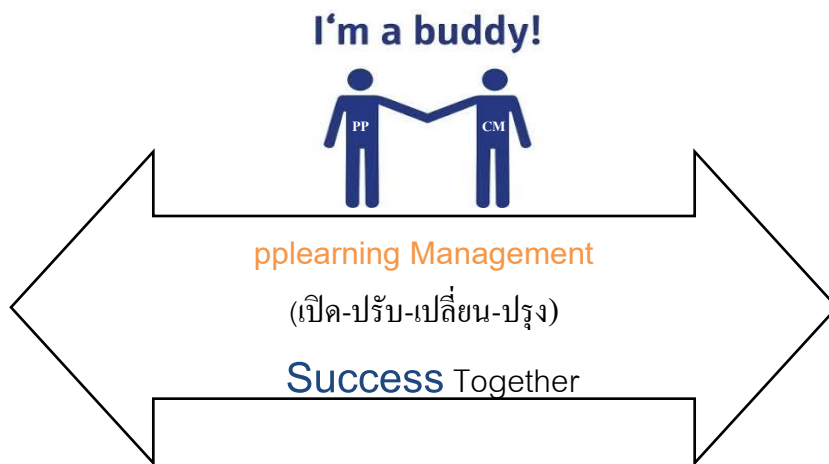 I'm a buddy!
PP CM
pplearning Management
(เปิด-ปรับ-เปลี่ยน-ปรุง)
Success Together